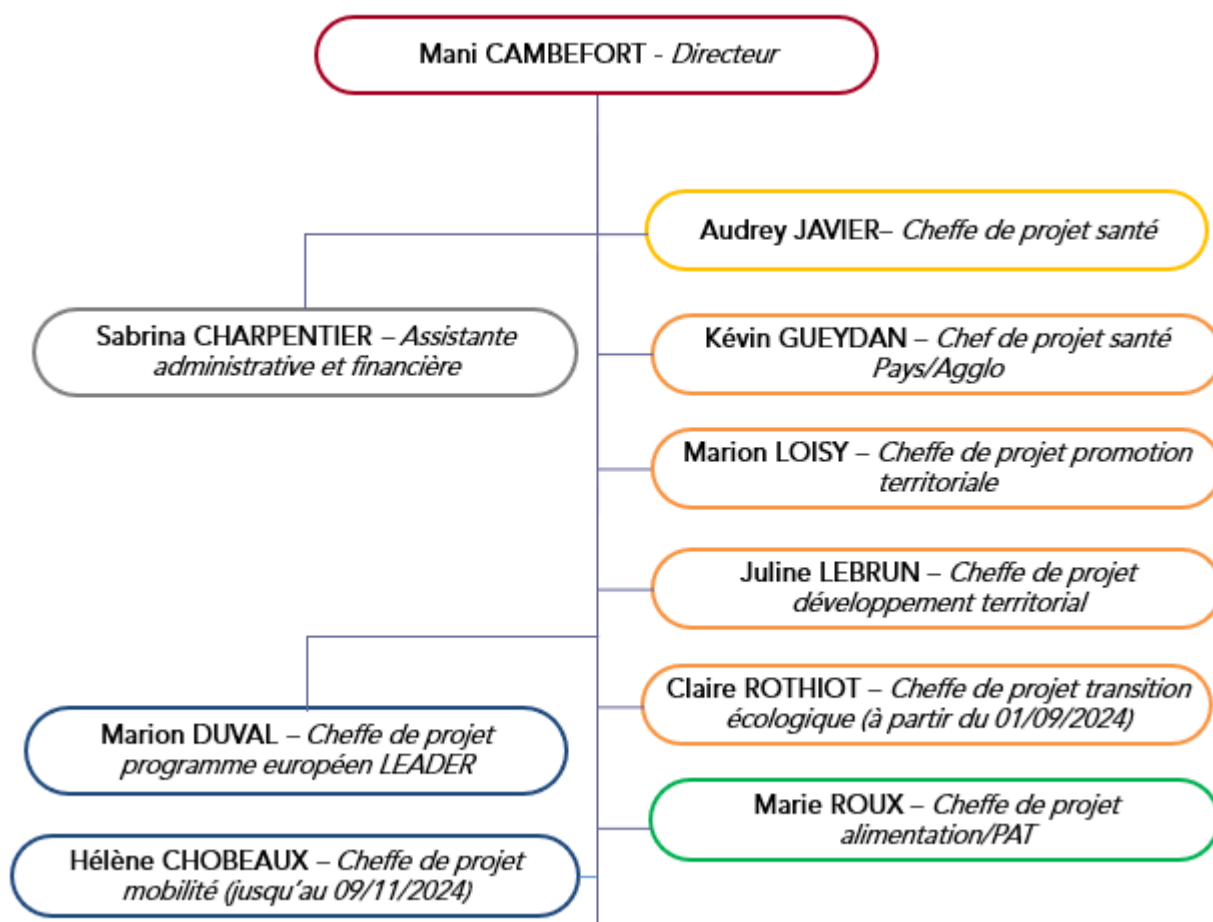 Mani CAMBEFORT - Directeur
Audrey JAVIER– Cheffe de projet santé
Sabrina CHARPENTIER – Assistante
administrative et financière
Kévin GUEYDAN – Chef de projet santé
Pays/Agglo
Marion LOISY – Cheffe de projet promotion
territoriale
Juline LEBRUN – Cheffe de projet
développement territorial
Claire ROTHIOT – Cheffe de projet transition
écologique (à partir du 01/09/2024)
Marion DUVAL – Cheffe de projet
programme européen LEADER
Marie ROUX – Cheffe de projet
alimentation/PAT
Hélène CHOBEAUX – Cheffe de projet
mobilité (jusqu’au 09/11/2024)